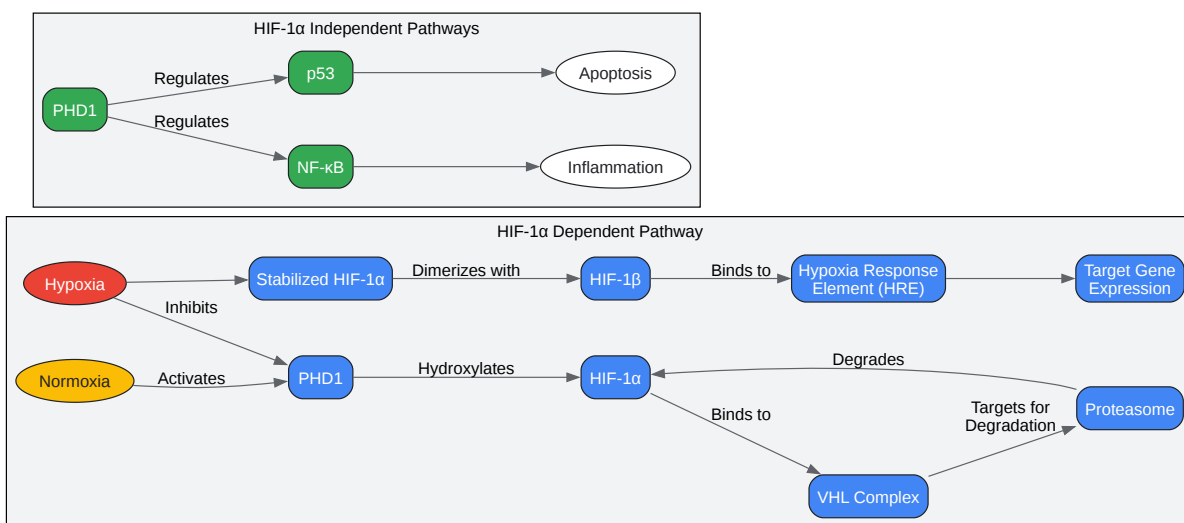 HIF-1α Independent Pathways
Regulates
p53
Apoptosis
PHD1
Regulates
NF-κB
Inflammation
HIF-1α Dependent Pathway
Hypoxia
Stabilized HIF-1α
Dimerizes with
HIF-1β
Binds to
Hypoxia Response
Element (HRE)
Target Gene
Expression
Inhibits
Normoxia
Activates
PHD1
Hydroxylates
HIF-1α
Degrades
Binds to
Targets for
Degradation
Proteasome
VHL Complex